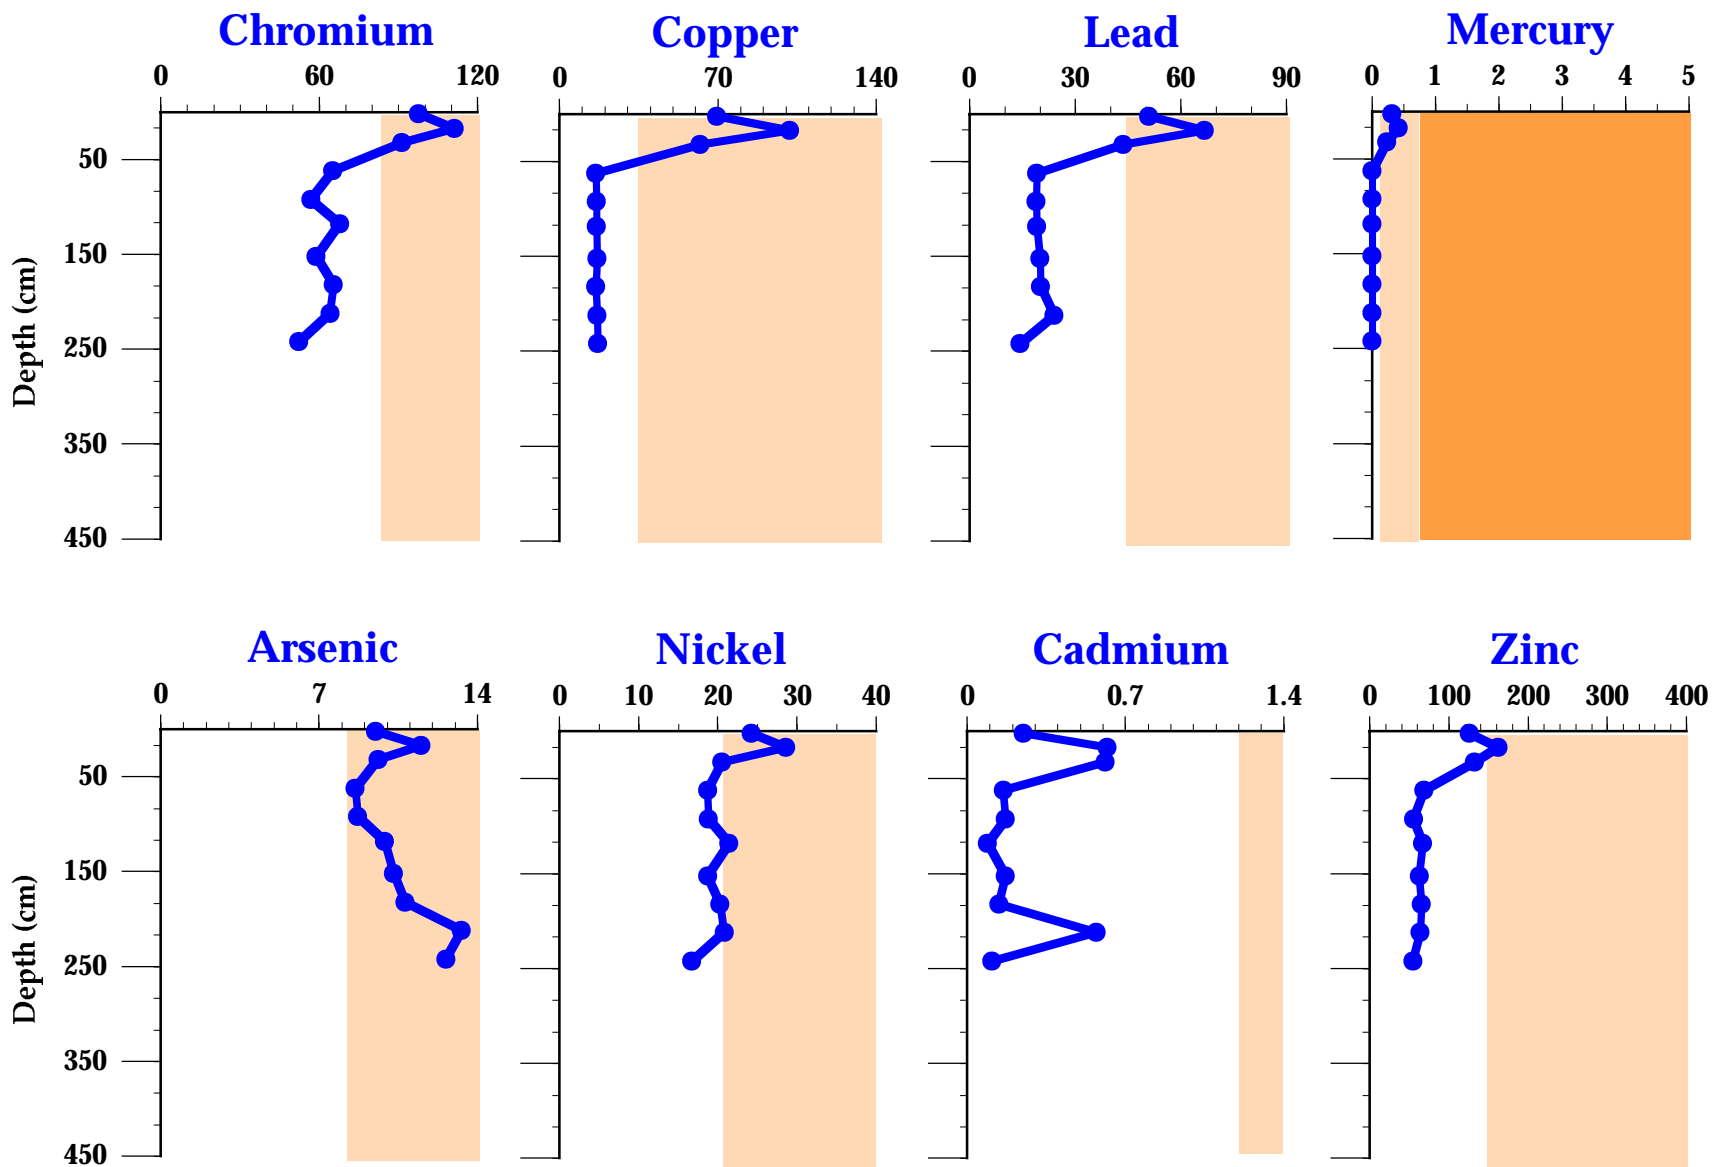 Chromium Copper Lead Mercury
0 60 120 0 70 140 0 30 60 90 0 1 2 3 4 5
50
150
250
350
450
Depth (cm)
Arsenic Nickel Cadmium Zinc
0 7 14 0 10 20 30 40 0 0.7 1.4 0 100 200 300 400
50
150
250
350
450
Depth (cm)